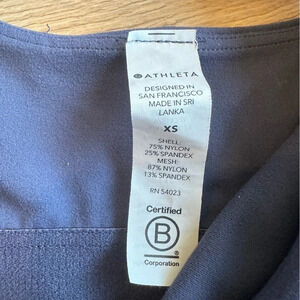 ATHLETA
DESIGNED IN
SAN FRANCISCO
MADE IN SRI
LANKA
XS
SHELL:
75% NYLON
25% SPANDEX
MESH:
87% NYLON
13% SPANDEX
RN 54023
Certified
B
Corporation